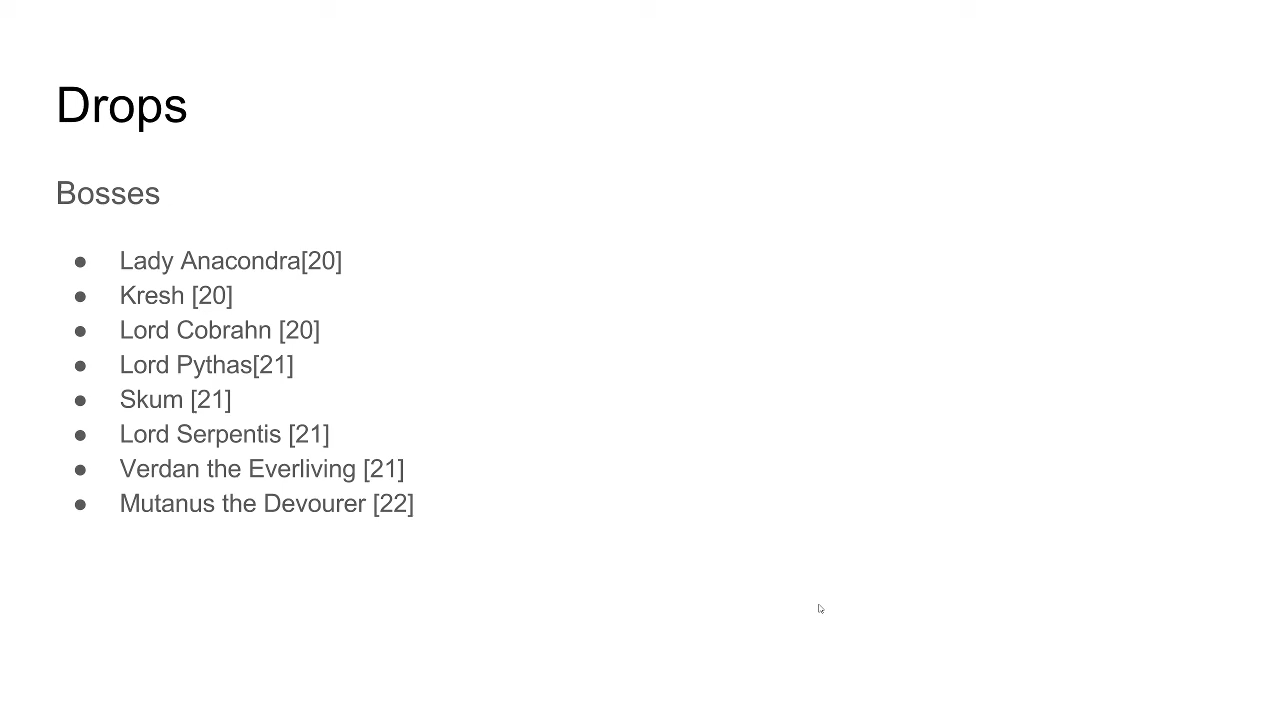 Drops
Bosses
● Lady Anacondra[20]
● Kresh [20]
● Lord Cobrahn [20]
● Lord Pythas[21]
● Skum [21]
● Lord Serpentis [21]
● Verdan the Everliving [21]
● Mutanus the Devourer [22]